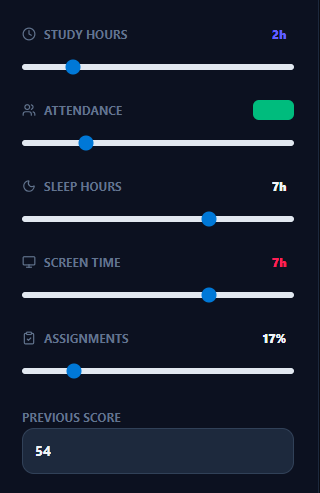 STUDY HOURS 2h
ATTENDANCE
SLEEP HOURS 7h
SCREEN TIME 7h
ASSIGNMENTS 17%
PREVIOUS SCORE
54